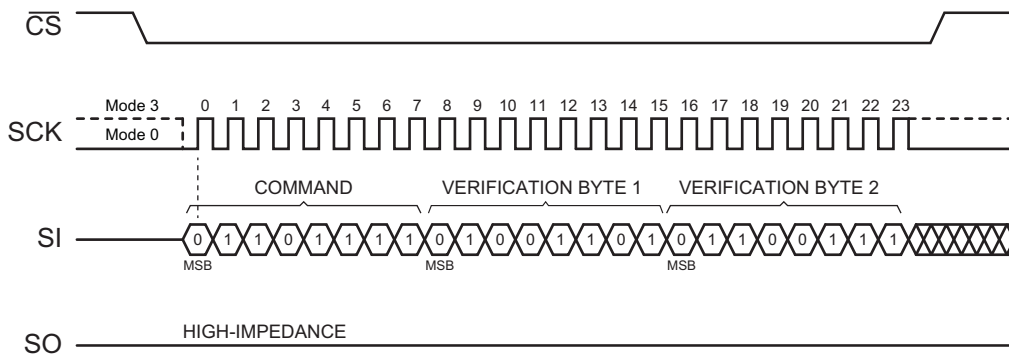 CS
Mode 3
0 1 2 3 4 5 6 7 8 9 10 11 12 13 14 15 16 17 18 19 20 21 22 23
SCK
Mode 0
COMMAND VERIFICATION BYTE 1 VERIFICATION BYTE 2
SI 0 1 1 0 1 1 1 1 0 1 0 0 1 1 0 1 0 1 1 0 0 1 1 1
MSB MSB MSB
HIGH-IMPEDANCE
SO